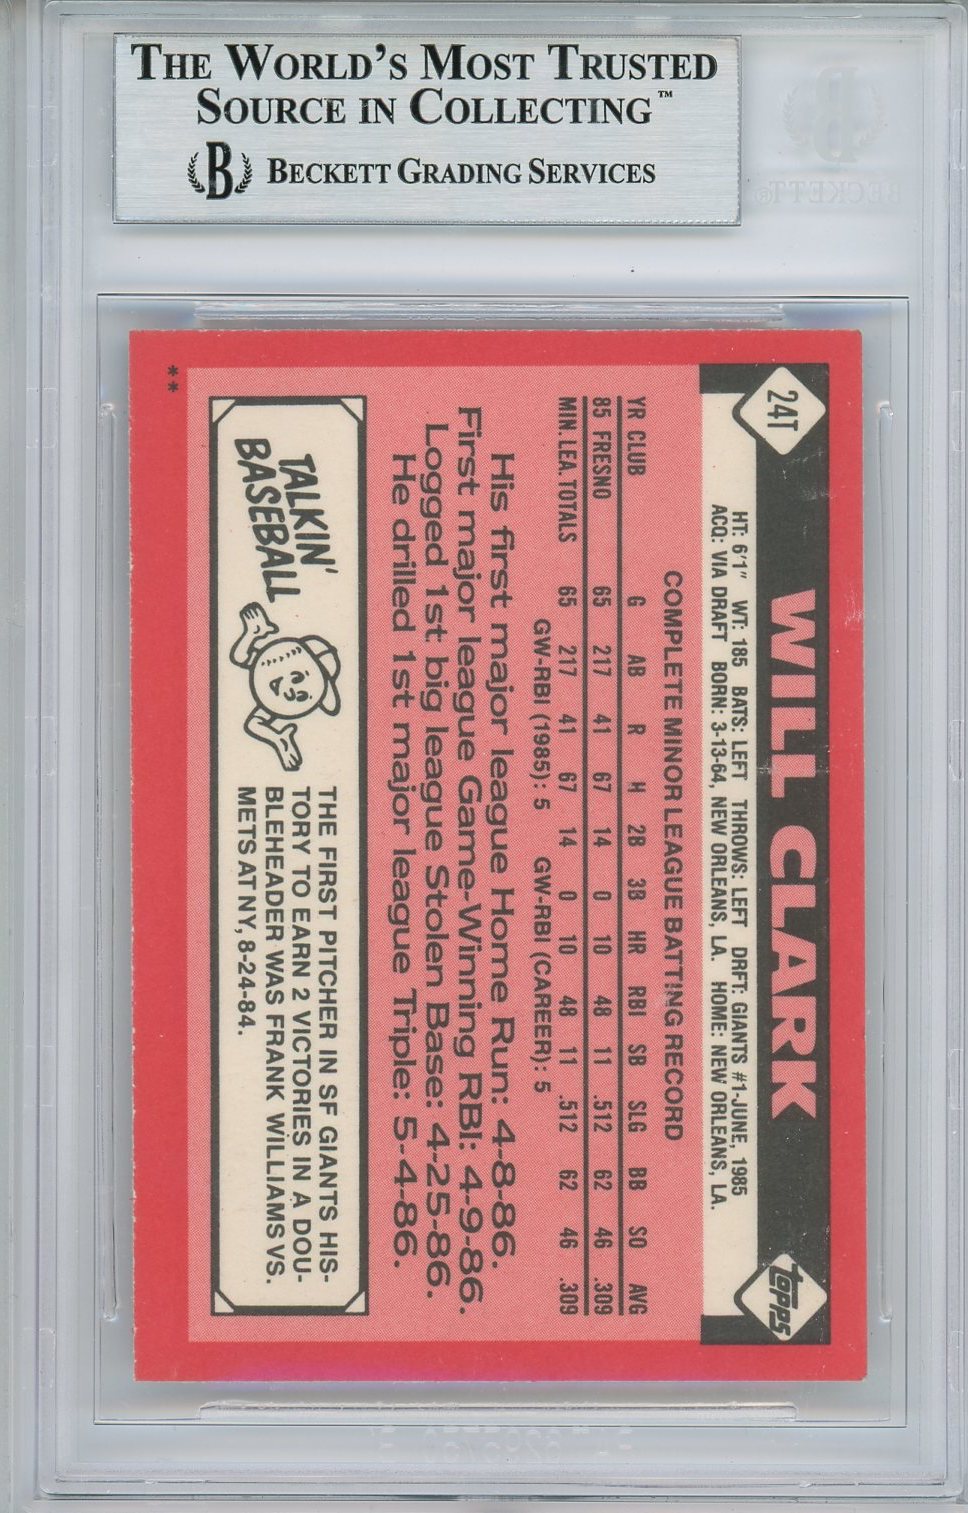 THE WORLD'S MOST TRUSTED
SOURCE IN COLLECTING™
B BECKETT GRADING SERVICES
B
BECKETT®
24T
WILL CLARK
topps
HT: 6'1" WT: 185 BATS: LEFT THROWS: LEFT DRFT: GIANTS #1-JUNE, 1985
ACQ: VIA DRAFT BORN: 3-13-64, NEW ORLEANS, LA. HOME: NEW ORLEANS, LA.
COMPLETE MINOR LEAGUE BATTING RECORD
YR CLUB G AB R H 2B 3B HR RBI SB SLG BB SO AVG
85 FRESNO 65 217 41 67 14 0 10 48 11 .512 62 46 .309
MIN. LEA. TOTALS 65 217 41 67 14 0 10 48 11 .512 62 46 .309
GW-RBI (1985): 5 GW-RBI (CAREER): 5
His first major league Home Run: 4-8-86.
First major league Game-Winning RBI: 4-9-86.
Logged 1st big league Stolen Base: 4-25-86.
He drilled 1st major league Triple: 5-4-86.
TALKIN'
BASEBALL
THE FIRST PITCHER IN SF GIANTS HIS-
TORY TO EARN 2 VICTORIES IN A DOU-
BLEHEADER WAS FRANK WILLIAMS VS.
METS AT NY, 8-24-84.
**